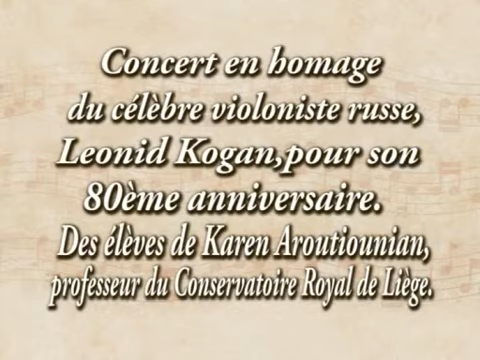 Concert en homage
du célèbre violoniste russe,
Leonid Kogan,pour son
80ème anniversaire.
Des élèves de Karen Aroutiounian,
professeur du Conservatoire Royal de Liège.